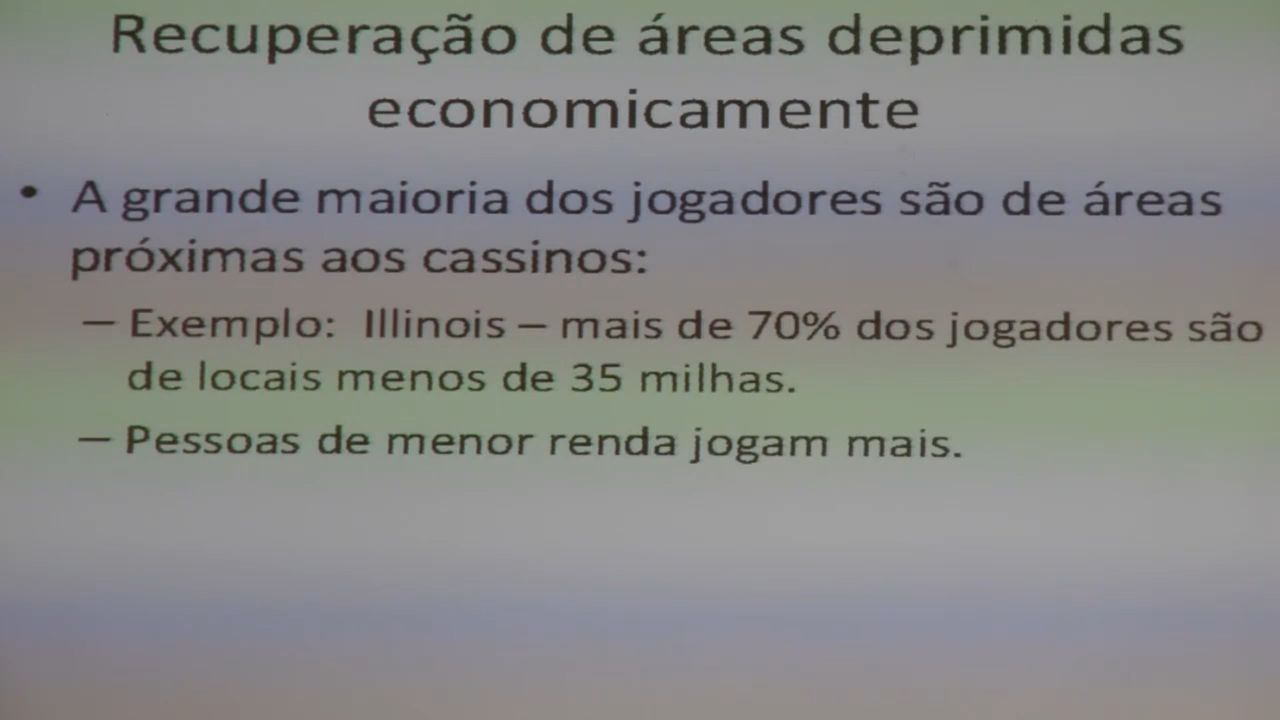 Recuperação de áreas deprimidas
economicamente
• A grande maioria dos jogadores são de áreas
próximas aos cassinos:
– Exemplo: Illinois – mais de 70% dos jogadores são
de locais menos de 35 milhas.
– Pessoas de menor renda jogam mais.